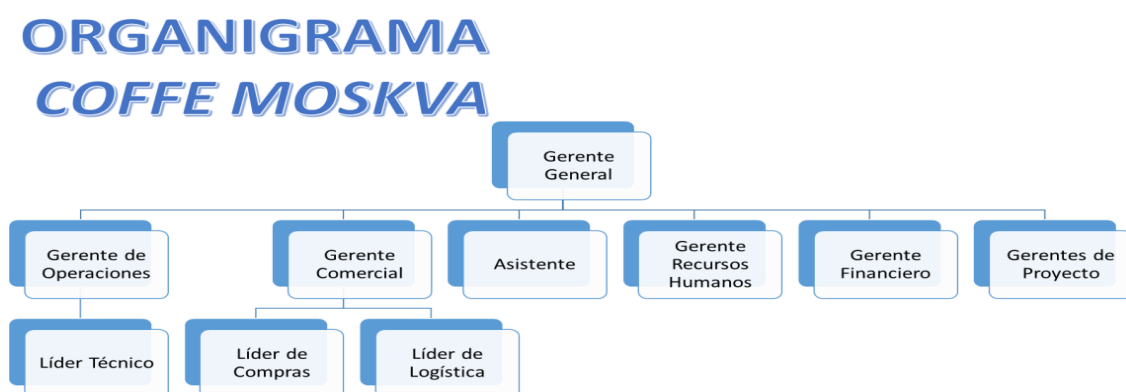 ORGANIGRAMA
COFFE MOSKVA
Gerente
General
Gerente de
Operaciones
Gerente
Comercial
Asistente
Gerente
Recursos
Humanos
Gerente
Financiero
Gerentes de
Proyecto
Líder Técnico
Líder de
Compras
Líder de
Logística